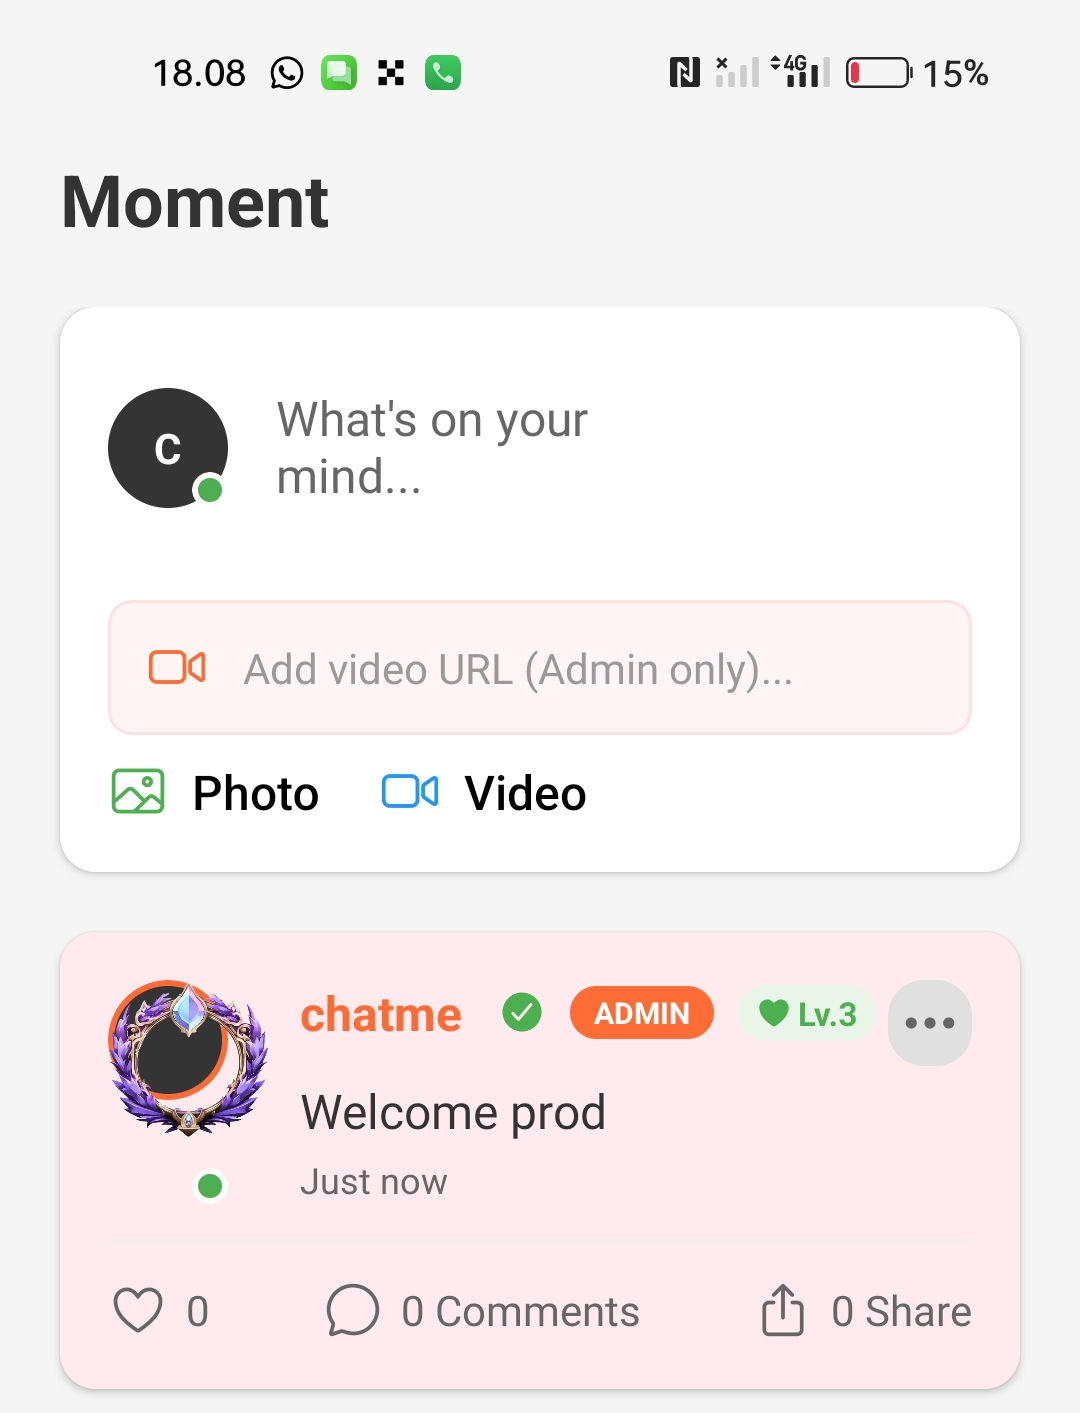 18.08 4G 15%
Moment
C
What's on your
mind...
Add video URL (Admin only)...
Photo Video
chatme ADMIN Lv.3
Welcome prod
Just now
0 0 Comments 0 Share